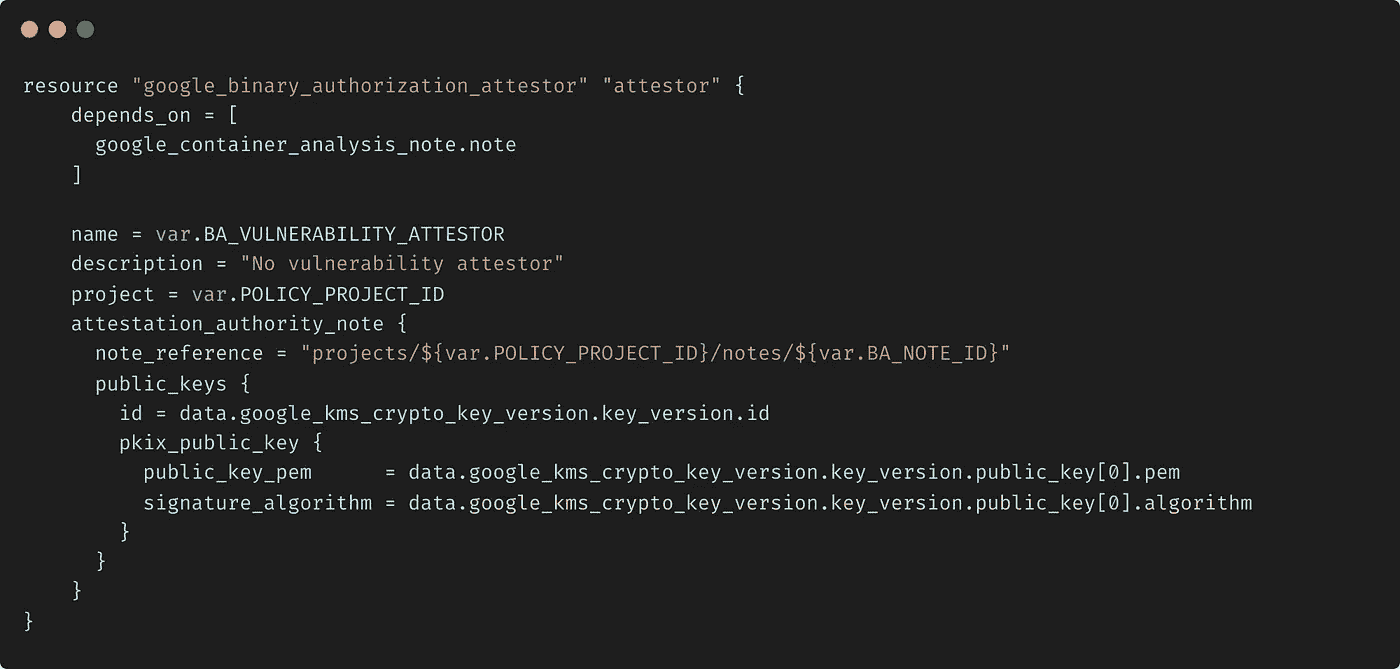 resource "google_binary_authorization_attestor" "attestor" {
    depends_on = [
      google_container_analysis_note.note
    ]

    name = var.BA_VULNERABILITY_ATTESTOR
    description = "No vulnerability attestor"
    project = var.POLICY_PROJECT_ID
    attestation_authority_note {
      note_reference = "projects/${var.POLICY_PROJECT_ID}/notes/${var.BA_NOTE_ID}"
      public_keys {
        id = data.google_kms_crypto_key_version.key_version.id
        pkix_public_key {
          public_key_pem      = data.google_kms_crypto_key_version.key_version.public_key[0].pem
          signature_algorithm = data.google_kms_crypto_key_version.key_version.public_key[0].algorithm
        }
      }
    }
}